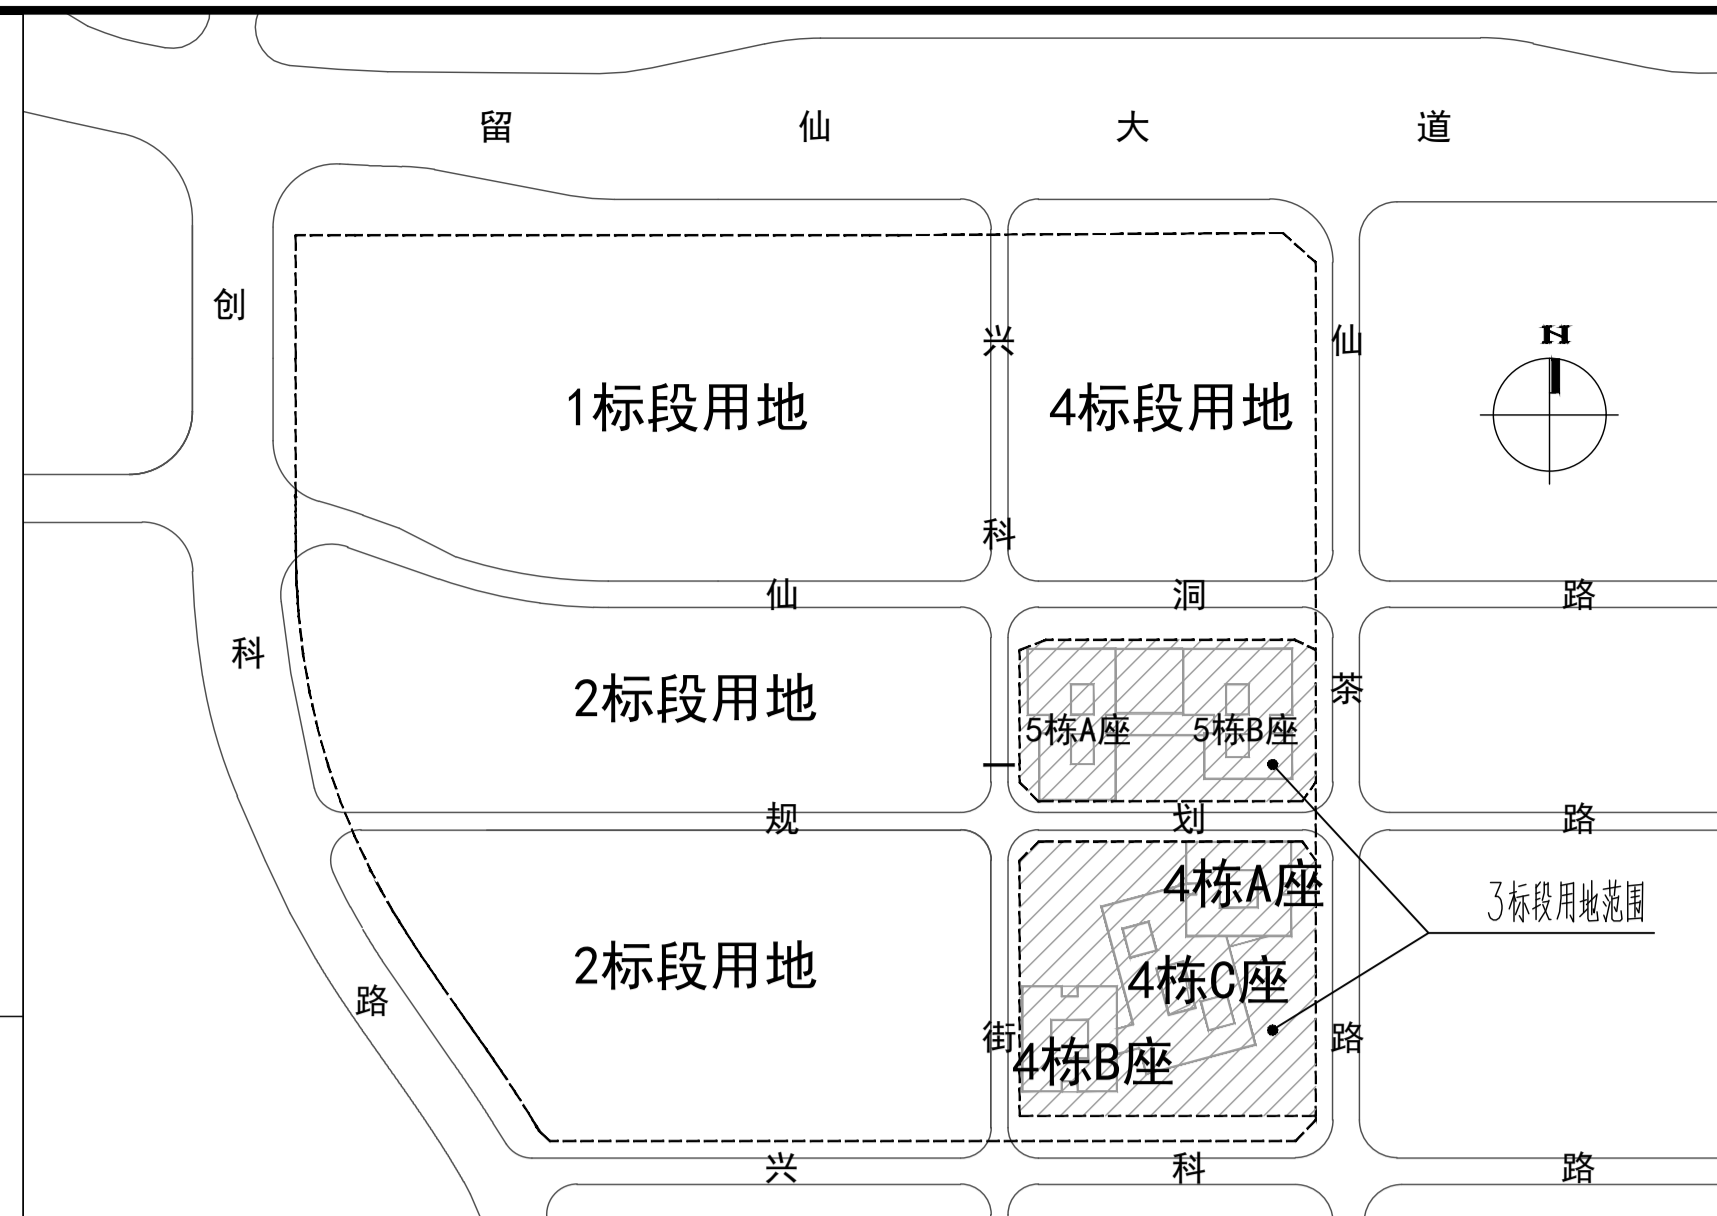 留仙大道
创科路
兴科一街
仙茶路
N
1标段用地
4标段用地
仙洞路
2标段用地
5栋A座
5栋B座
规划路
4栋A座
3标段用地范围
2标段用地
4栋C座
4栋B座
兴科路